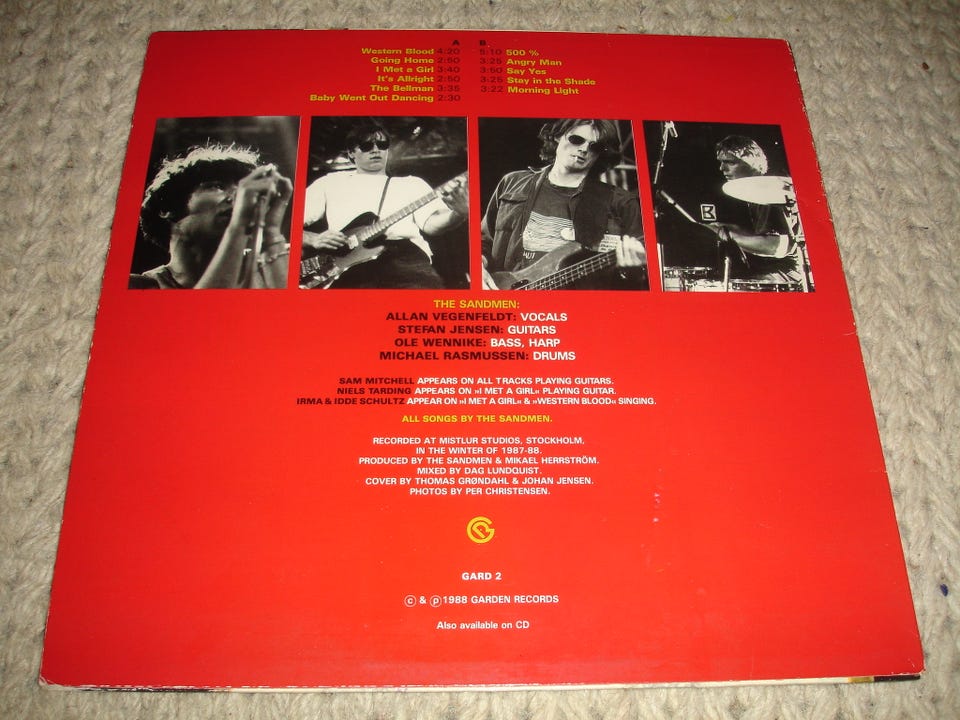 A
Western Blood 4:20
Going Home 2:50
I Met a Girl 3:40
It's Allright 2:50
The Bellman 3:35
Baby Went Out Dancing 2:30
B
5:10 500 %
3:25 Angry Man
3:50 Say Yes
3:25 Stay in the Shade
3:22 Morning Light
THE SANDMEN:
ALLAN VEGENFELDT: VOCALS
STEFAN JENSEN: GUITARS
OLE WENNIKE: BASS, HARP
MICHAEL RASMUSSEN: DRUMS
SAM MITCHELL APPEARS ON ALL TRACKS PLAYING GUITARS.
NIELS TARDING APPEARS ON »I MET A GIRL« PLAYING GUITAR.
IRMA & IDDE SCHULTZ APPEAR ON »I MET A GIRL« & »WESTERN BLOOD« SINGING.
ALL SONGS BY THE SANDMEN.
RECORDED AT MISTLUR STUDIOS, STOCKHOLM,
IN THE WINTER OF 1987-88.
PRODUCED BY THE SANDMEN & MIKAEL HERRSTRÖM.
MIXED BY DAG LUNDQUIST.
COVER BY THOMAS GRØNDAHL & JOHAN JENSEN.
PHOTOS BY PER CHRISTENSEN.
GARD 2
© & ℗ 1988 GARDEN RECORDS
Also available on CD